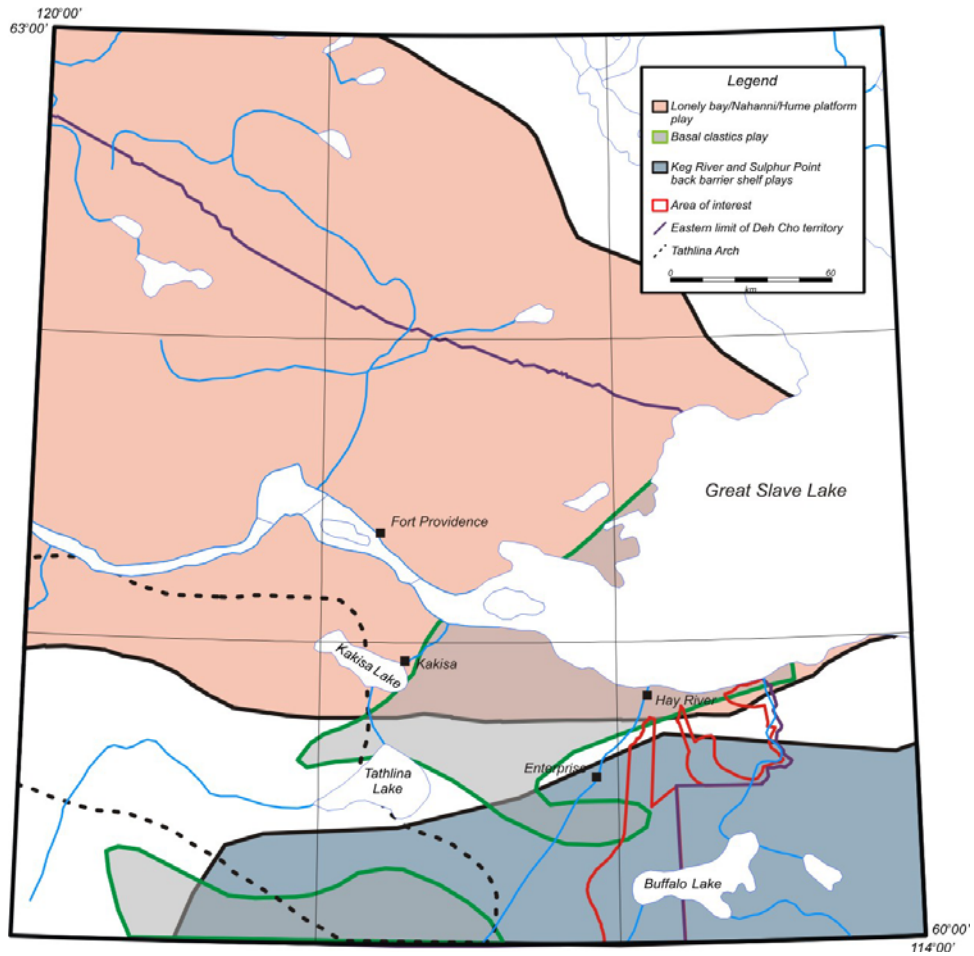 120°00'
63°00'
Legend
Lonely bay/Nahanni/Hume platform
play
Basal clastics play
Keg River and Sulphur Point
back barrier shelf plays
Area of interest
Eastern limit of Deh Cho territory
Tathlina Arch
0 60
km
Great Slave Lake
Fort Providence
Kakisa Lake
Kakisa
Hay River
Tathlina
Lake
Enterprise
Buffalo Lake
60°00'
114°00'